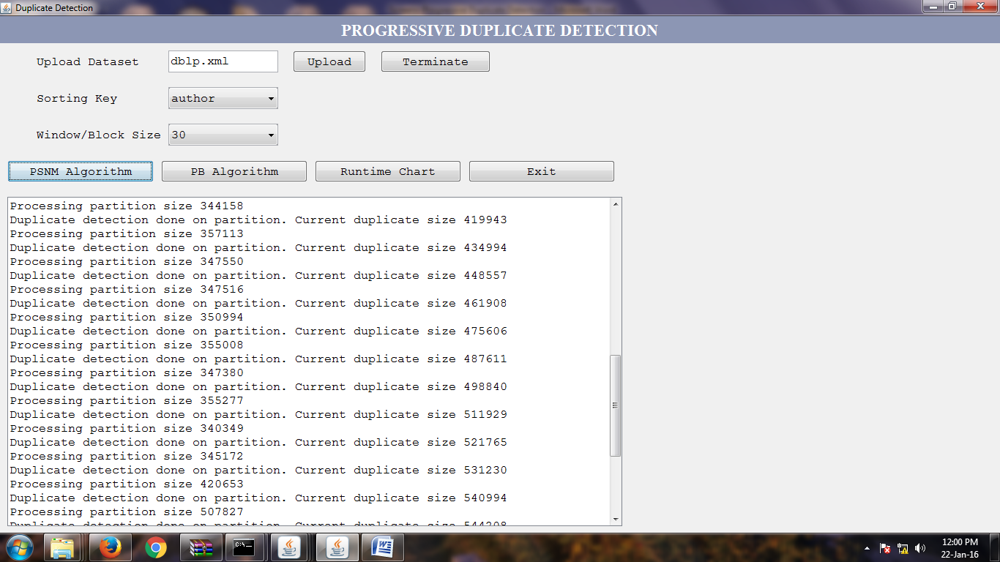 Duplicate Detection
PROGRESSIVE DUPLICATE DETECTION
Upload Dataset dblp.xml Upload Terminate
Sorting Key author
Window/Block Size 30
PSNM Algorithm PB Algorithm Runtime Chart Exit
Processing partition size 344158
Duplicate detection done on partition. Current duplicate size 419943
Processing partition size 357113
Duplicate detection done on partition. Current duplicate size 434994
Processing partition size 347550
Duplicate detection done on partition. Current duplicate size 448557
Processing partition size 347516
Duplicate detection done on partition. Current duplicate size 461908
Processing partition size 350994
Duplicate detection done on partition. Current duplicate size 475606
Processing partition size 355008
Duplicate detection done on partition. Current duplicate size 487611
Processing partition size 347380
Duplicate detection done on partition. Current duplicate size 498840
Processing partition size 355277
Duplicate detection done on partition. Current duplicate size 511929
Processing partition size 340349
Duplicate detection done on partition. Current duplicate size 521765
Processing partition size 345172
Duplicate detection done on partition. Current duplicate size 531230
Processing partition size 420653
Duplicate detection done on partition. Current duplicate size 540994
Processing partition size 507827
Duplicate detection done on partition. Current duplicate size
12:00 PM
22-Jan-16